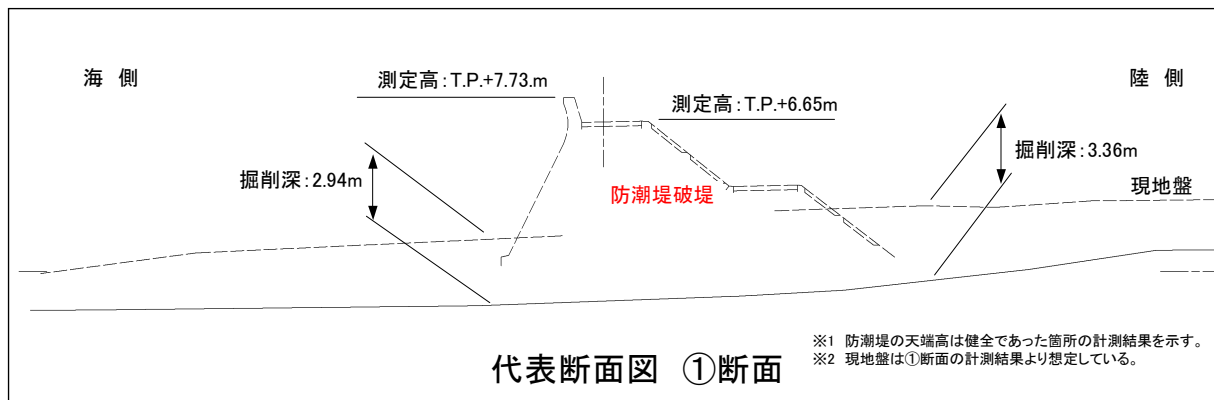 海 側
測定高：T.P.+7.73.m
測定高：T.P.+6.65m
陸 側
掘削深：2.94m
掘削深：3.36m
防潮堤破堤
現地盤
代表断面図 ①断面
※1 防潮堤の天端高は健全であった箇所の計測結果を示す。
※2 現地盤は①断面の計測結果より想定している。